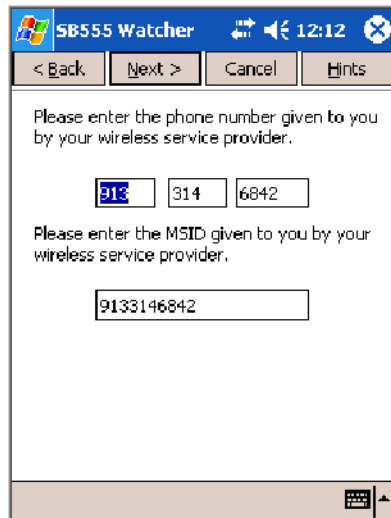 SB555 Watcher 12:12
< Back Next > Cancel Hints
Please enter the phone number given to you
by your wireless service provider.
913 314 6842
Please enter the MSID given to you by your
wireless service provider.
9133146842